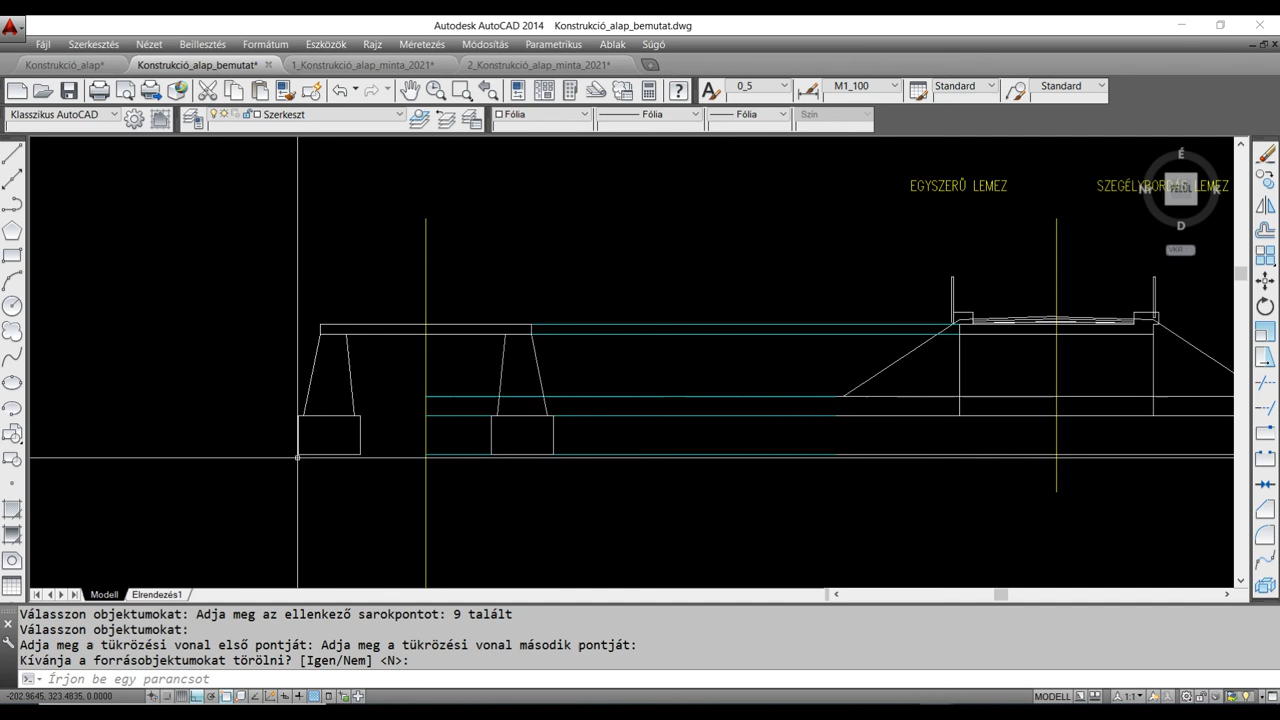 Autodesk AutoCAD 2014 Konstrukció_alap_bemutat.dwg
Fájl Szerkesztés Nézet Beillesztés Formátum Eszközök Rajz Méretezés Módosítás Parametrikus Ablak Súgó
Konstrukció_alap* Konstrukció_alap_bemutat* 1_Konstrukció_alap_minta_2021* 2_Konstrukció_alap_minta_2021*
0_5 M1_100 Standard Standard
Klasszikus AutoCAD Szerkeszt Fólia Fólia Fólia Szín
É
EGYSZERŰ LEMEZ LEMEZ
D
VKR
Modell Elrendezés1
Válasszon objektumokat: Adja meg az ellenkező sarokpontot: 9 talált
Válasszon objektumokat:
Adja meg a tükrözési vonal első pontját: Adja meg a tükrözési vonal második pontját:
Kívánja a forrásobjektumokat törölni? [Igen/Nem] <N>:
Írjon be egy parancsot
-202.9645, 323.4835, 0.0000 MODELL 1:1